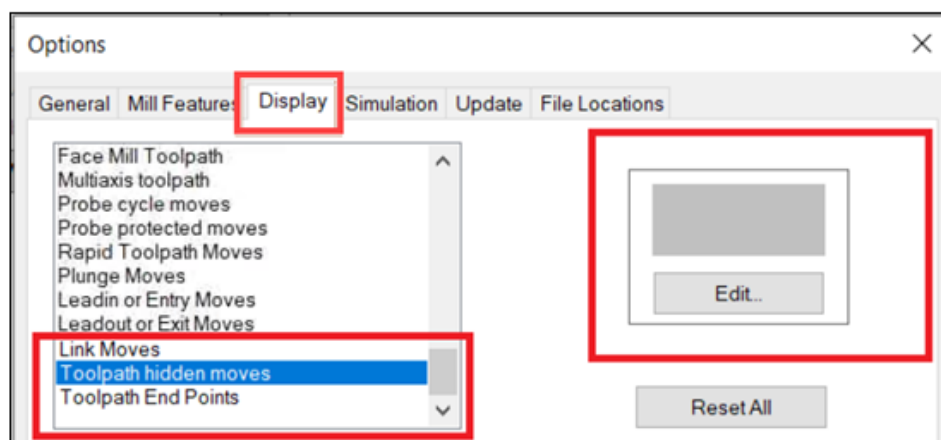 Options
General Mill Features Display Simulation Update File Locations
Face Mill Toolpath
Multiaxis toolpath
Probe cycle moves
Probe protected moves
Rapid Toolpath Moves
Plunge Moves
Leadin or Entry Moves
Leadout or Exit Moves
Link Moves
Toolpath hidden moves
Toolpath End Points
Edit...
Reset All